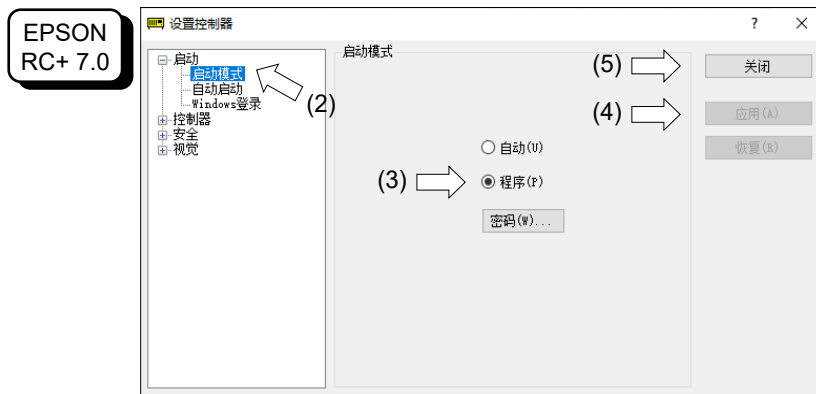 EPSON
RC+ 7.0
设置控制器
?
启动
启动模式
自动启动
Windows登录
控制器
安全
视觉
(2)
启动模式
自动(U)
(3)
程序(P)
密码(W)...
(5)
关闭
(4)
应用(A)
恢复(R)